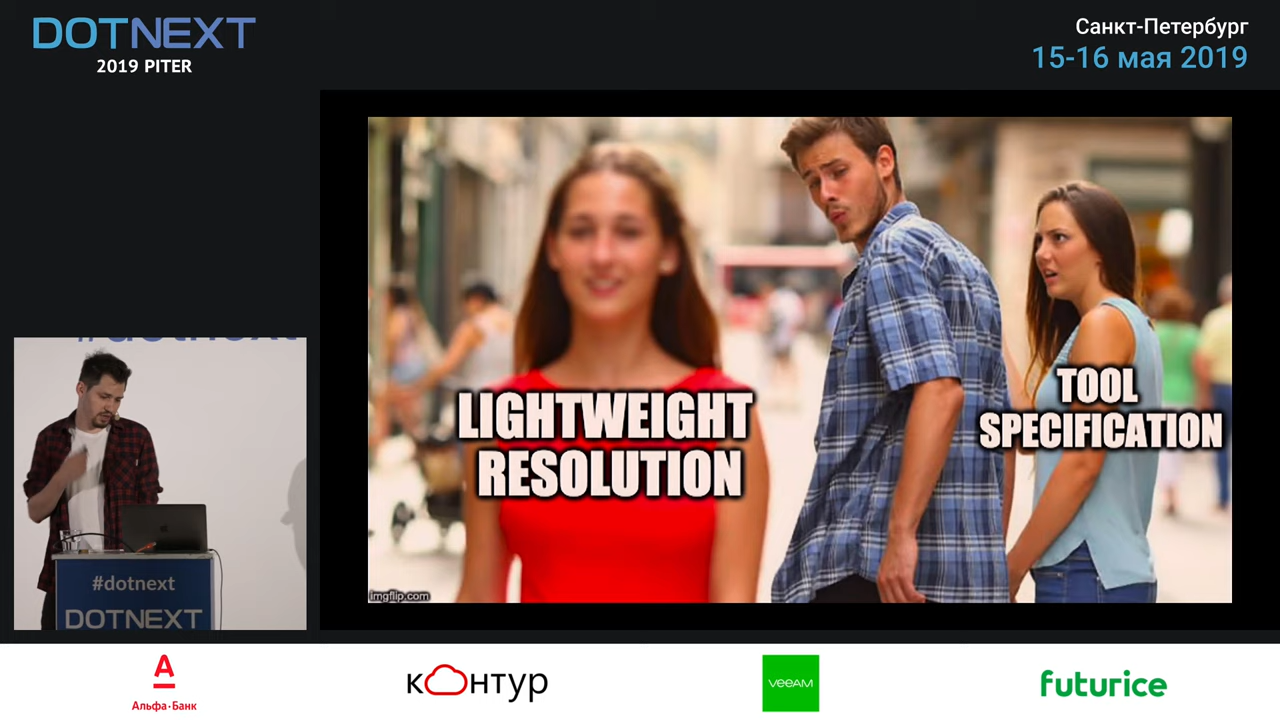 DOTNEXT
2019 PITER
Санкт-Петербург
15-16 мая 2019
LIGHTWEIGHT
RESOLUTION
TOOL
SPECIFICATION
imgflip.com
#dotnext
#dotnext
DOTNEXT
А
Альфа·Банк
контур
veeam
futurice